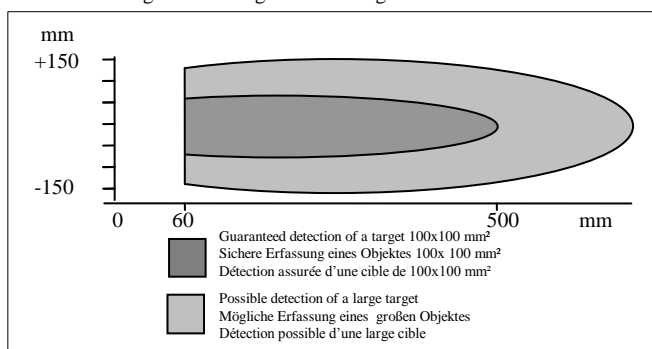 mm
+150
-150
0 60 500 mm
Guaranteed detection of a target 100x100 mm²
Sichere Erfassung eines Objektes 100x 100 mm²
Détection assurée d'une cible de 100x100 mm²
Possible detection of a large target
Mögliche Erfassung eines großen Objektes
Détection possible d'une large cible